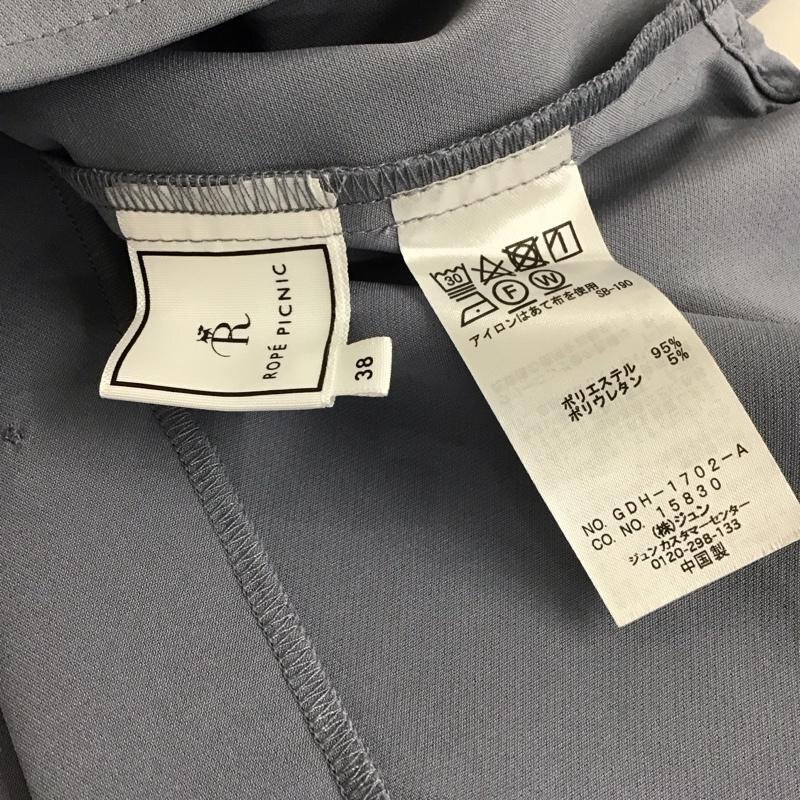 R
ROPÉ PICNIC
38
30
F W
アイロンはあて布を使用
SB-190
ポリエステル 95%
ポリウレタン 5%
NO. GDH-1702-A
CO. NO. 15830
(株)ジュン
ジュンカスタマーセンター
0120-298-133
中国製